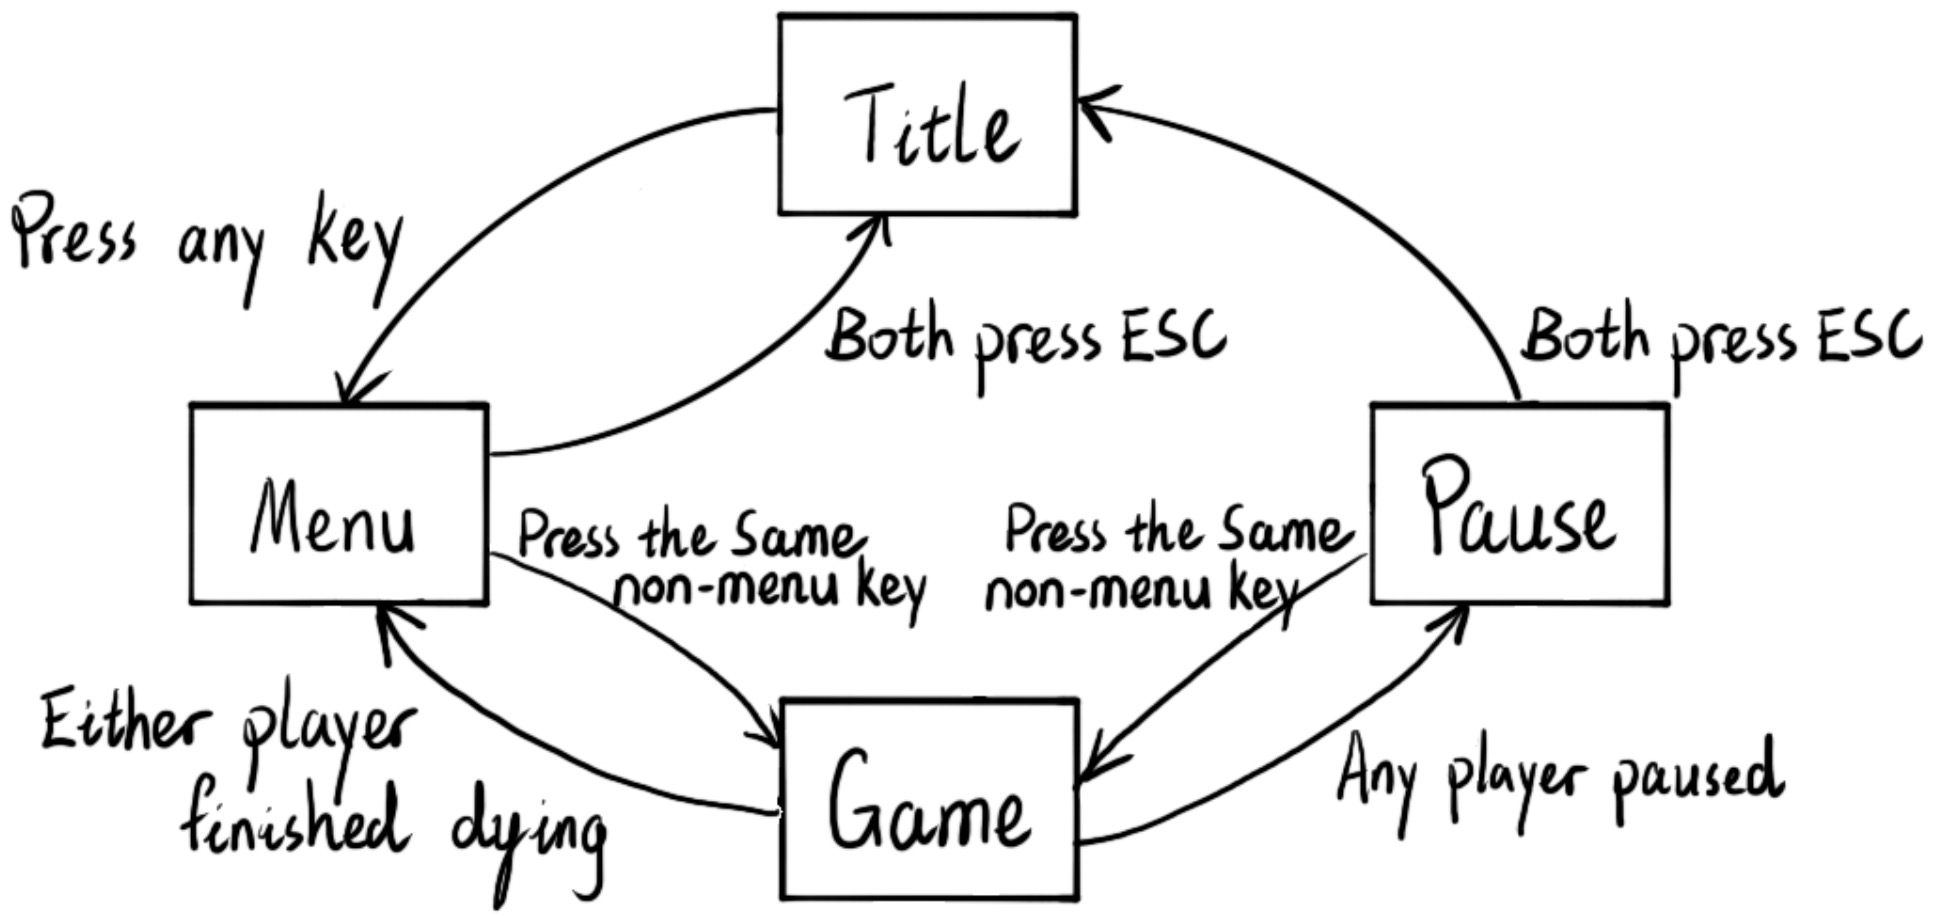 Title
Press any key
Both press ESC
Both press ESC
Menu
Press the Same
non-menu key
Press the Same
non-menu key
Pause
Either player
finished dying
Game
Any player paused